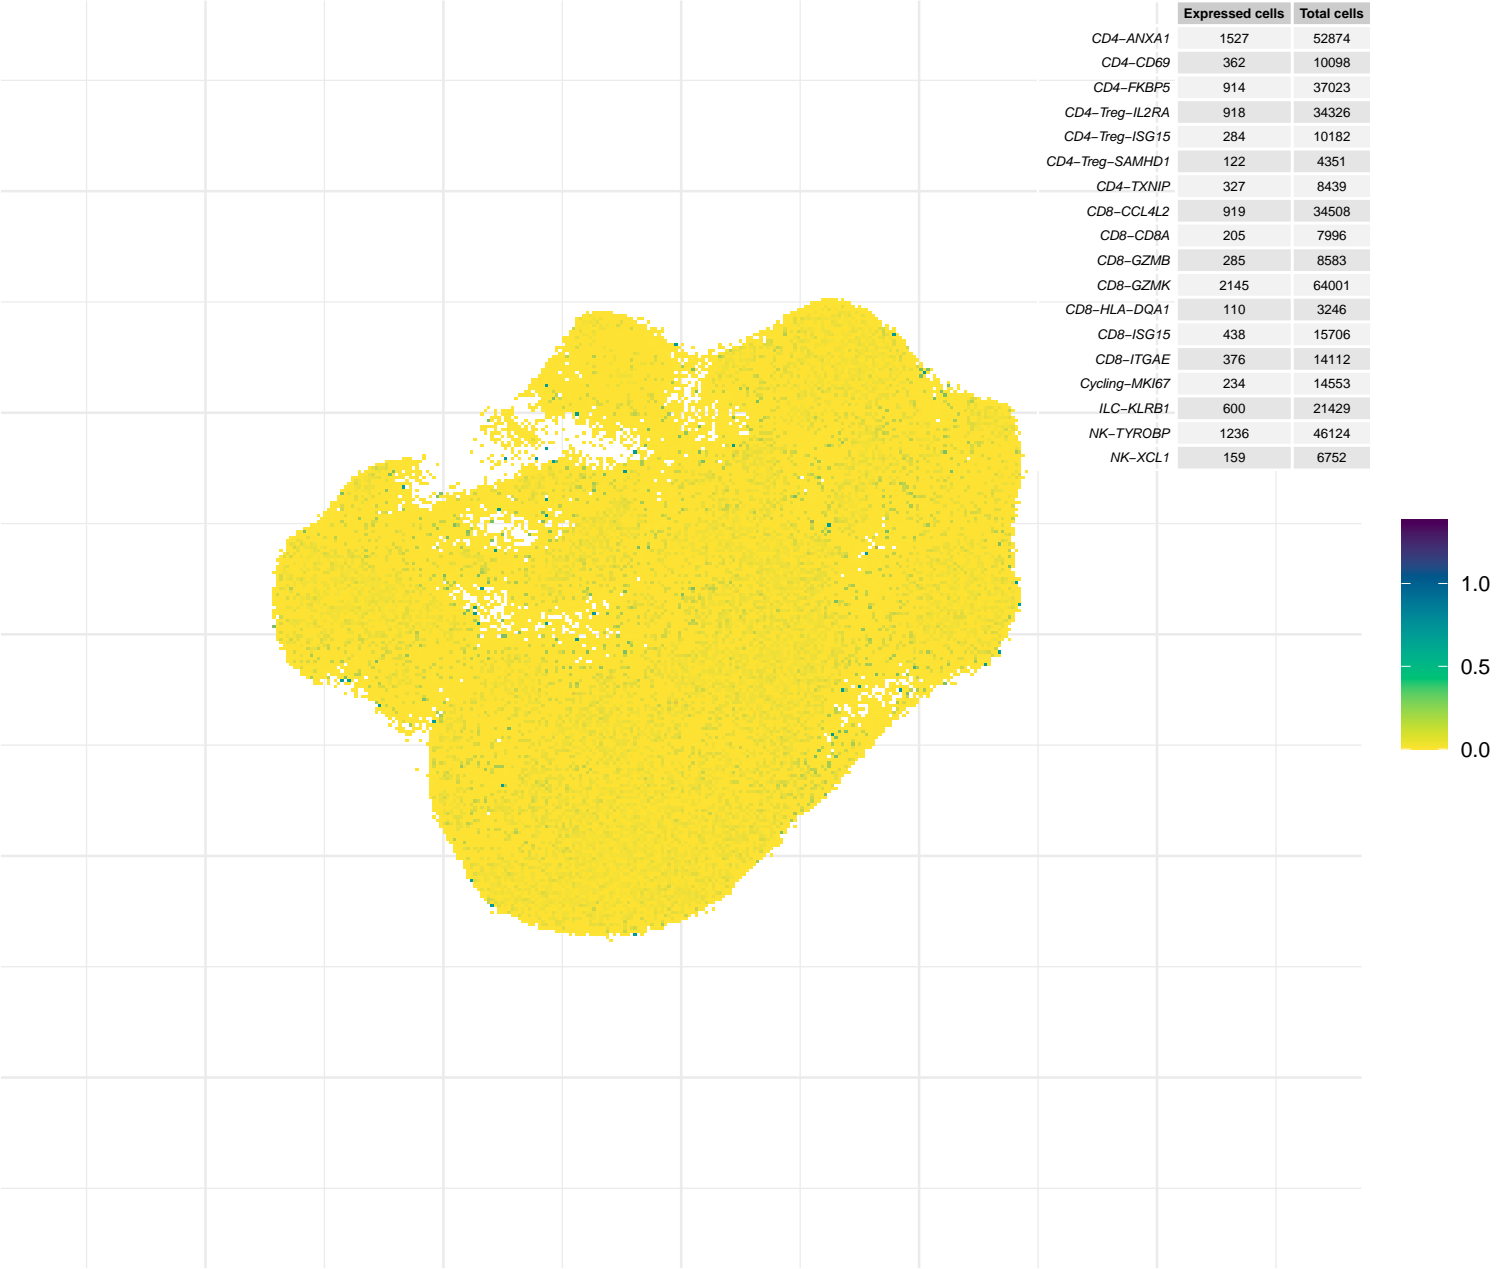 Expressed cells Total cells
CD4−ANXA1 1527 52874
CD4−CD69 362 10098
CD4−FKBP5 914 37023
CD4−Treg−IL2RA 918 34326
CD4−Treg−ISG15 284 10182
CD4−Treg−SAMHD1 122 4351
CD4−TXNIP 327 8439
CD8−CCL4L2 919 34508
CD8−CD8A 205 7996
CD8−GZMB 285 8583
CD8−GZMK 2145 64001
CD8−HLA−DQA1 110 3246
CD8−ISG15 438 15706
CD8−ITGAE 376 14112
Cycling−MKI67 234 14553
ILC−KLRB1 600 21429
NK−TYROBP 1236 46124
NK−XCL1 159 6752
1.0
0.5
0.0